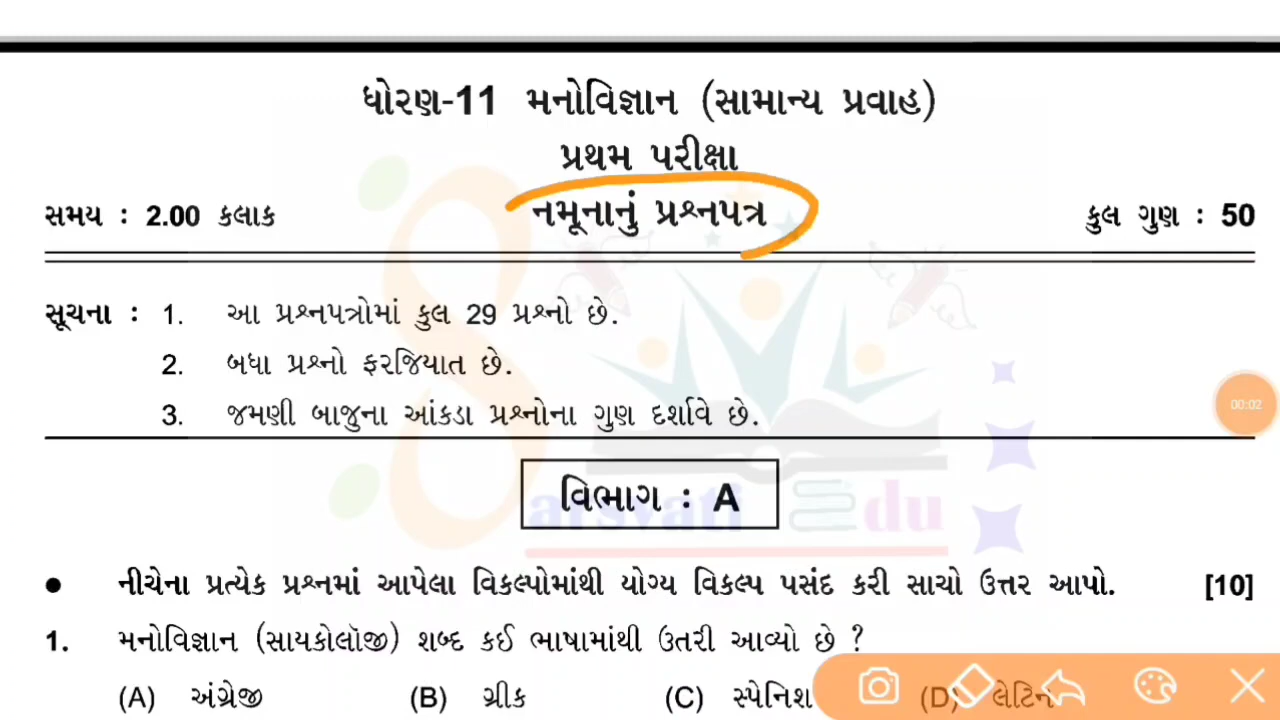 ધોરણ-11 મનોવિજ્ઞાન (સામાન્ય પ્રવાહ)
પ્રથમ પરીક્ષા
સમય : 2.00 કલાક નમૂનાનું પ્રશ્નપત્ર કુલ ગુણ : 50
સૂચના : 1. આ પ્રશ્નપત્રોમાં કુલ 29 પ્રશ્નો છે.
2. બધા પ્રશ્નો ફરજિયાત છે.
3. જમણી બાજુના આંકડા પ્રશ્નોના ગુણ દર્શાવે છે.
00:02
વિભાગ : A
arsvati Edu
● નીચેના પ્રત્યેક પ્રશ્નમાં આપેલા વિકલ્પોમાંથી યોગ્ય વિકલ્પ પસંદ કરી સાચો ઉત્તર આપો. [10]
1. મનોવિજ્ઞાન (સાયકોલૉજી) શબ્દ કઈ ભાષામાંથી ઉતરી આવ્યો છે ?
(A) અંગ્રેજી (B) ગ્રીક (C) સ્પેનિશ (D) લેટિન